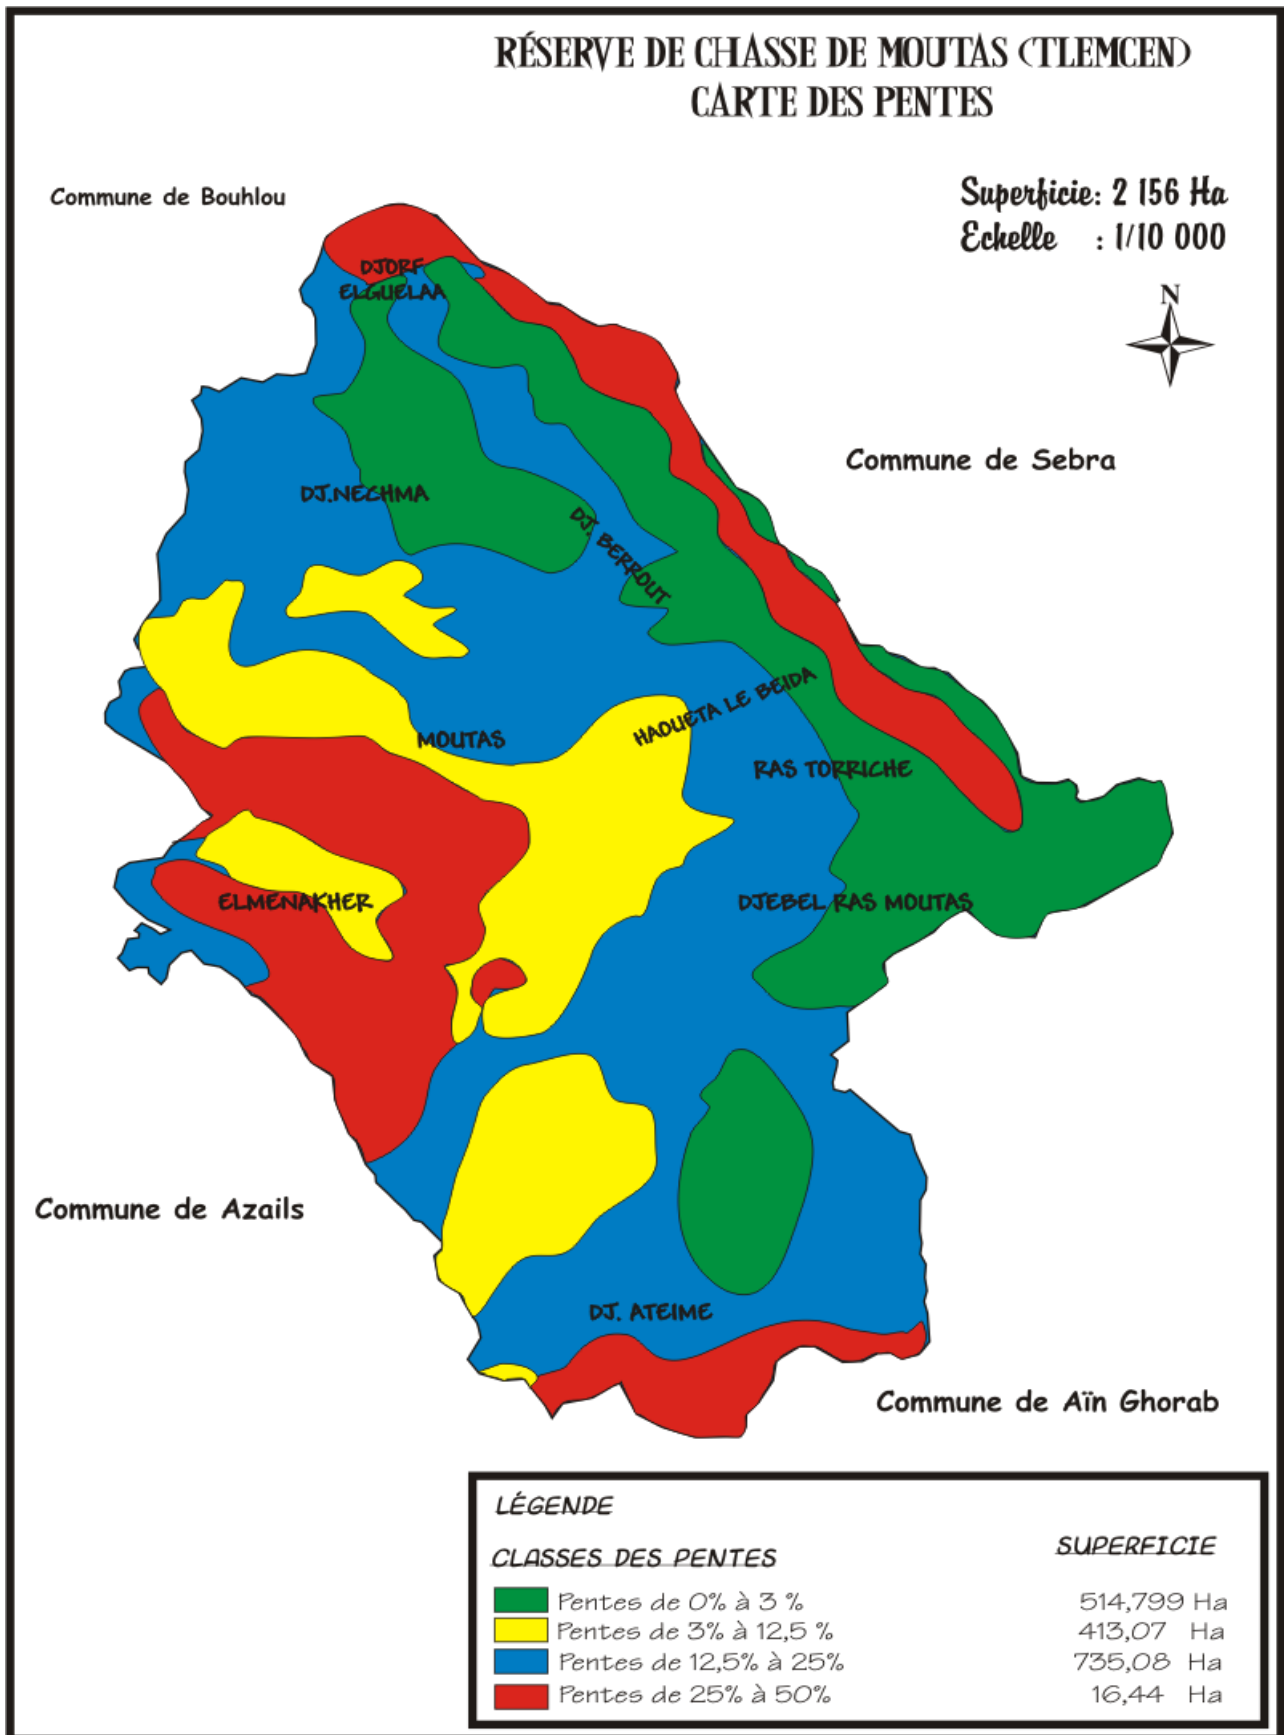 RÉSERVE DE CHASSE DE MOUTAS (TLEMCEN)
CARTE DES PENTES
Commune de Bouhlou
Superficie: 2 156 Ha
Echelle : 1/10 000
N
DJORF
ELGUELAA
Commune de Sebra
DJ.NECHMA
DJ. BERROUT
HAOUETA LE BEIDA
MOUTAS
RAS TORRICHE
ELMENAKHER
DJEBEL RAS MOUTAS
Commune de Azails
DJ. ATEIME
Commune de Aïn Ghorab
LÉGENDE
CLASSES DES PENTES SUPERFICIE
Pentes de 0% à 3 % 514,799 Ha
Pentes de 3% à 12,5 % 413,07 Ha
Pentes de 12,5% à 25% 735,08 Ha
Pentes de 25% à 50% 16,44 Ha